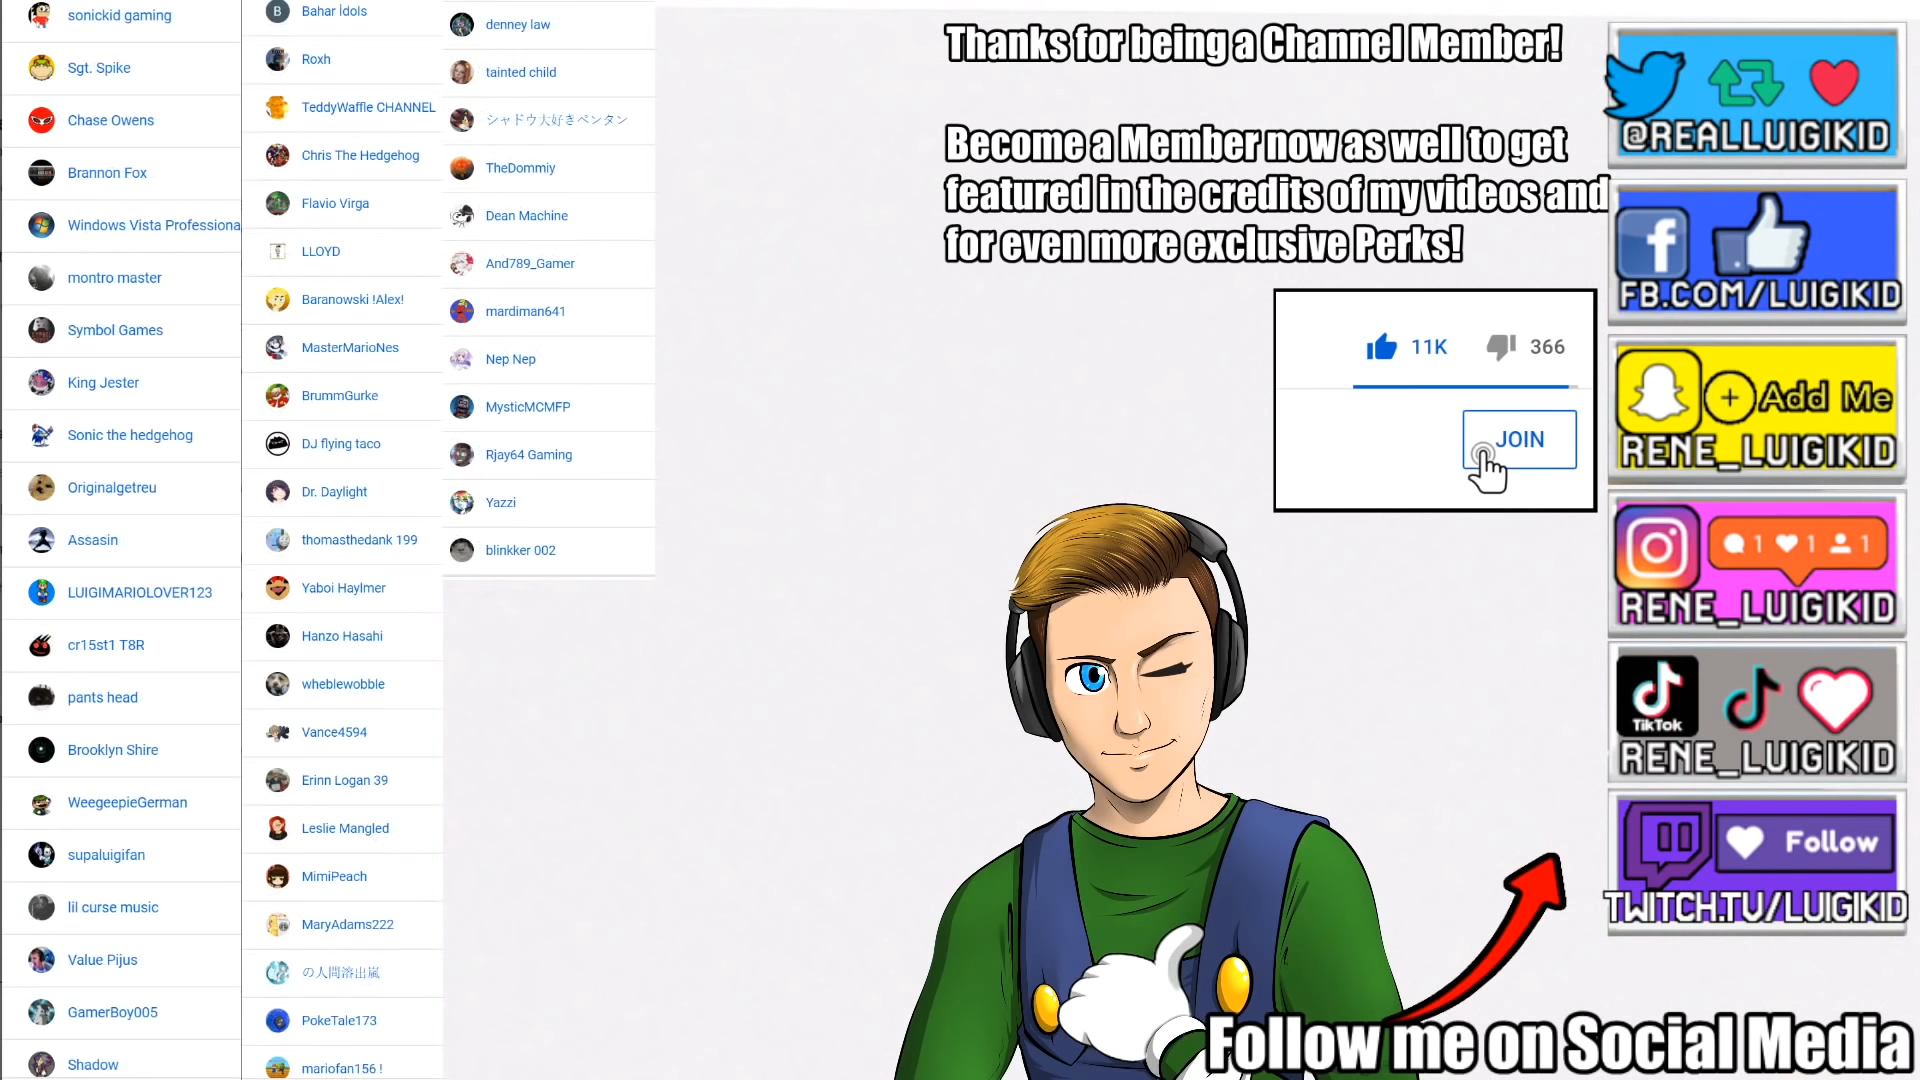 sonickid gaming
Sgt. Spike
Chase Owens
Brannon Fox
Windows Vista Professiona
montro master
Symbol Games
King Jester
Sonic the hedgehog
Originalgetreu
Assasin
LUIGIMARIOLOVER123
cr15st1 T8R
pants head
Brooklyn Shire
WeegeepieGerman
supaluigifan
lil curse music
Value Pijus
GamerBoy005
Shadow
B
Bahar İdols
Roxh
TeddyWaffle CHANNEL
Chris The Hedgehog
Flavio Virga
LLOYD
Baranowski !Alex!
MasterMarioNes
BrummGurke
DJ flying taco
Dr. Daylight
thomasthedank 199
Yaboi Haylmer
Hanzo Hasahi
wheblewobble
Vance4594
Erinn Logan 39
Leslie Mangled
MimiPeach
MaryAdams222
の人間溶出嵐
PokeTale173
mariofan156 !
denney law
tainted child
シャドウ大好きペンタン
TheDommiy
Dean Machine
And789_Gamer
mardiman641
Nep Nep
MysticMCMFP
Rjay64 Gaming
Yazzi
blinkker 002
Thanks for being a Channel Member!
Become a Member now as well to get
featured in the credits of my videos and
for even more exclusive Perks!
11K 366
JOIN
@REALLUIGIKID
FB.COM/LUIGIKID
+ Add Me
RENE_LUIGIKID
1 1 1
RENE_LUIGIKID
TikTok
RENE_LUIGIKID
Follow
TWITCH.TV/LUIGIKID
Follow me on Social Media